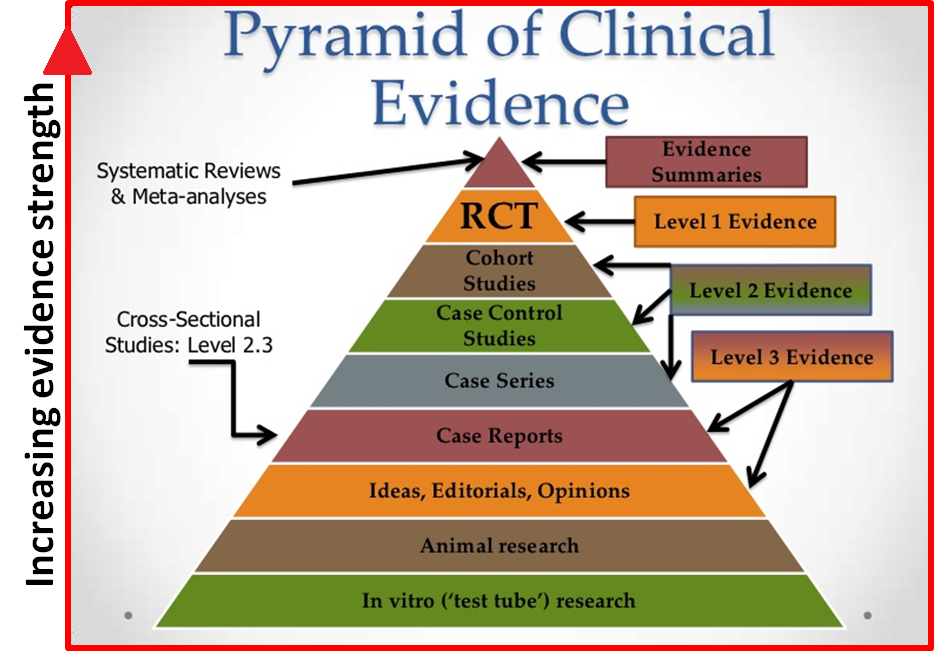 Pyramid of Clinical
Evidence
Increasing evidence strength
Systematic Reviews
& Meta-analyses
Evidence
Summaries
RCT
Level 1 Evidence
Cohort
Studies
Level 2 Evidence
Case Control
Studies
Cross-Sectional
Studies: Level 2.3
Level 3 Evidence
Case Series
Case Reports
Ideas, Editorials, Opinions
Animal research
In vitro (‘test tube’) research